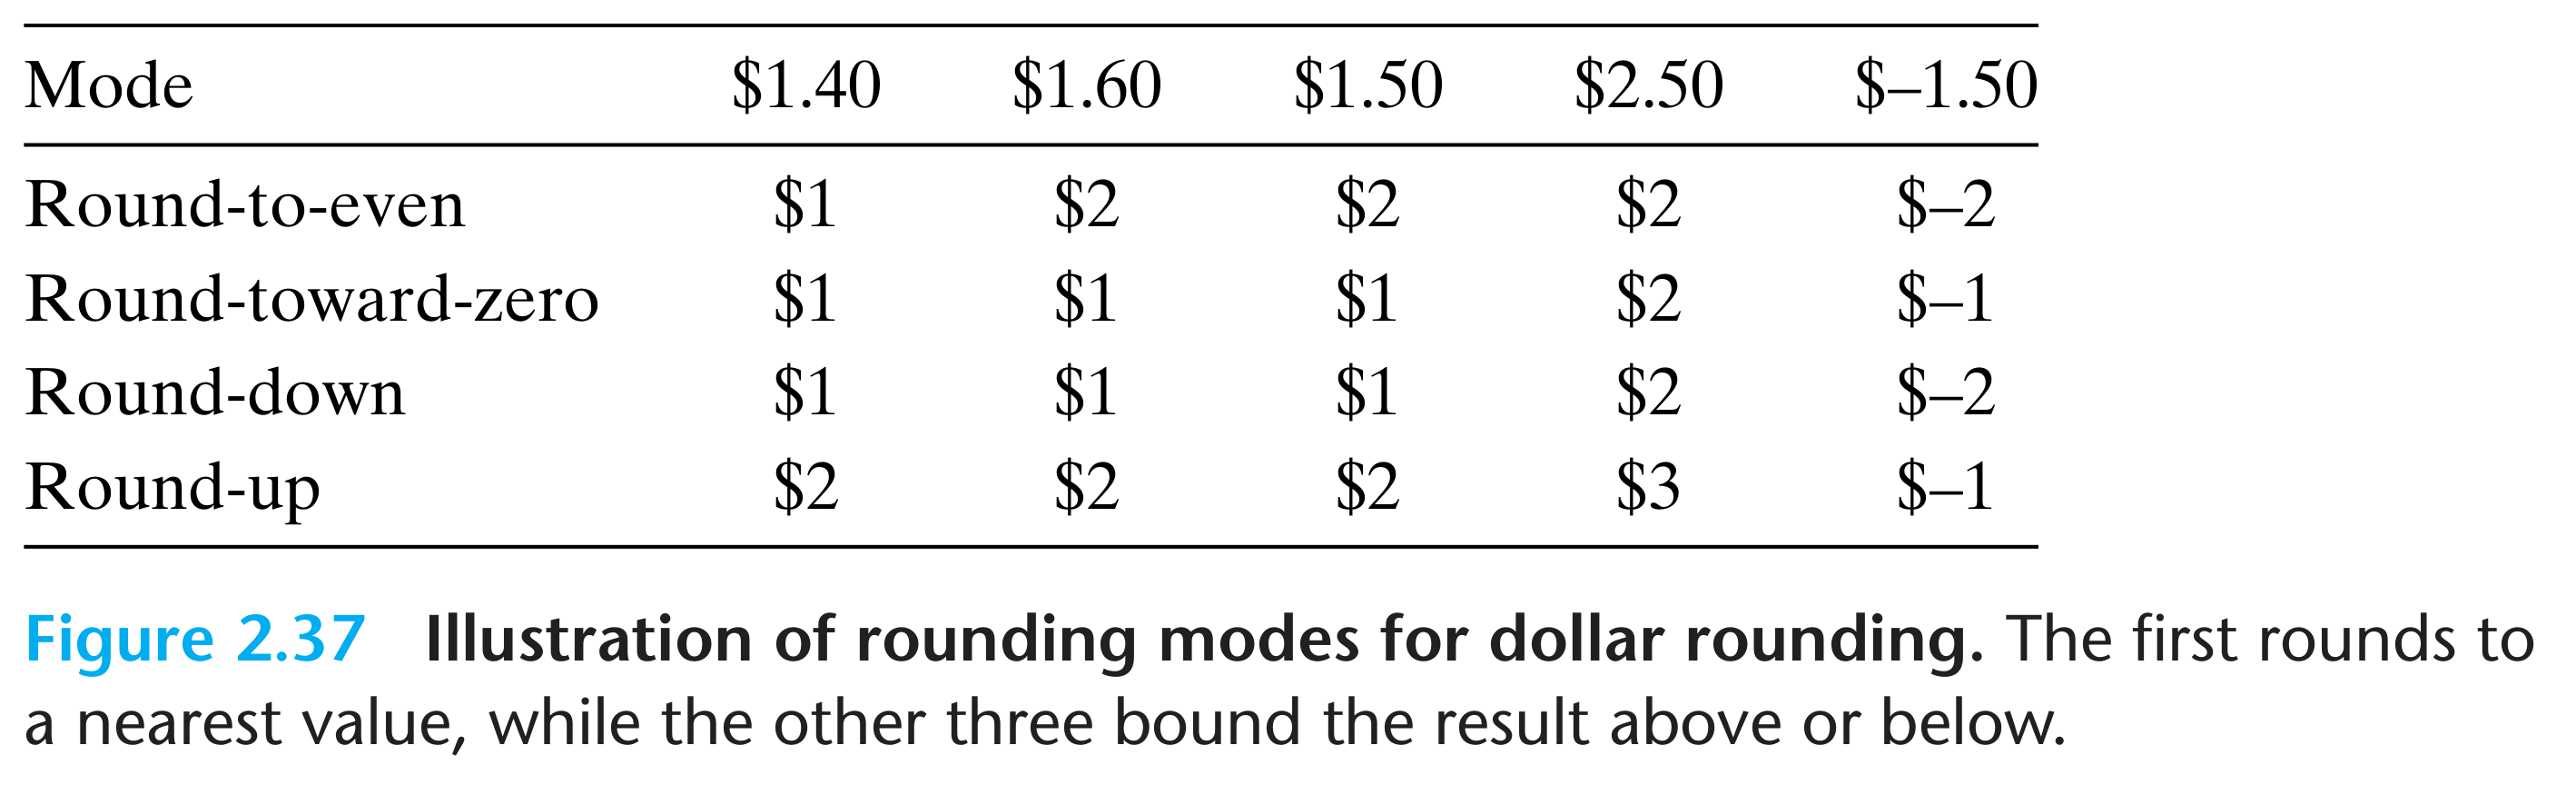 Mode $1.40 $1.60 $1.50 $2.50 $–1.50
Round-to-even $1 $2 $2 $2 $–2
Round-toward-zero $1 $1 $1 $2 $–1
Round-down $1 $1 $1 $2 $–2
Round-up $2 $2 $2 $3 $–1
Figure 2.37 Illustration of rounding modes for dollar rounding. The first rounds to
a nearest value, while the other three bound the result above or below.